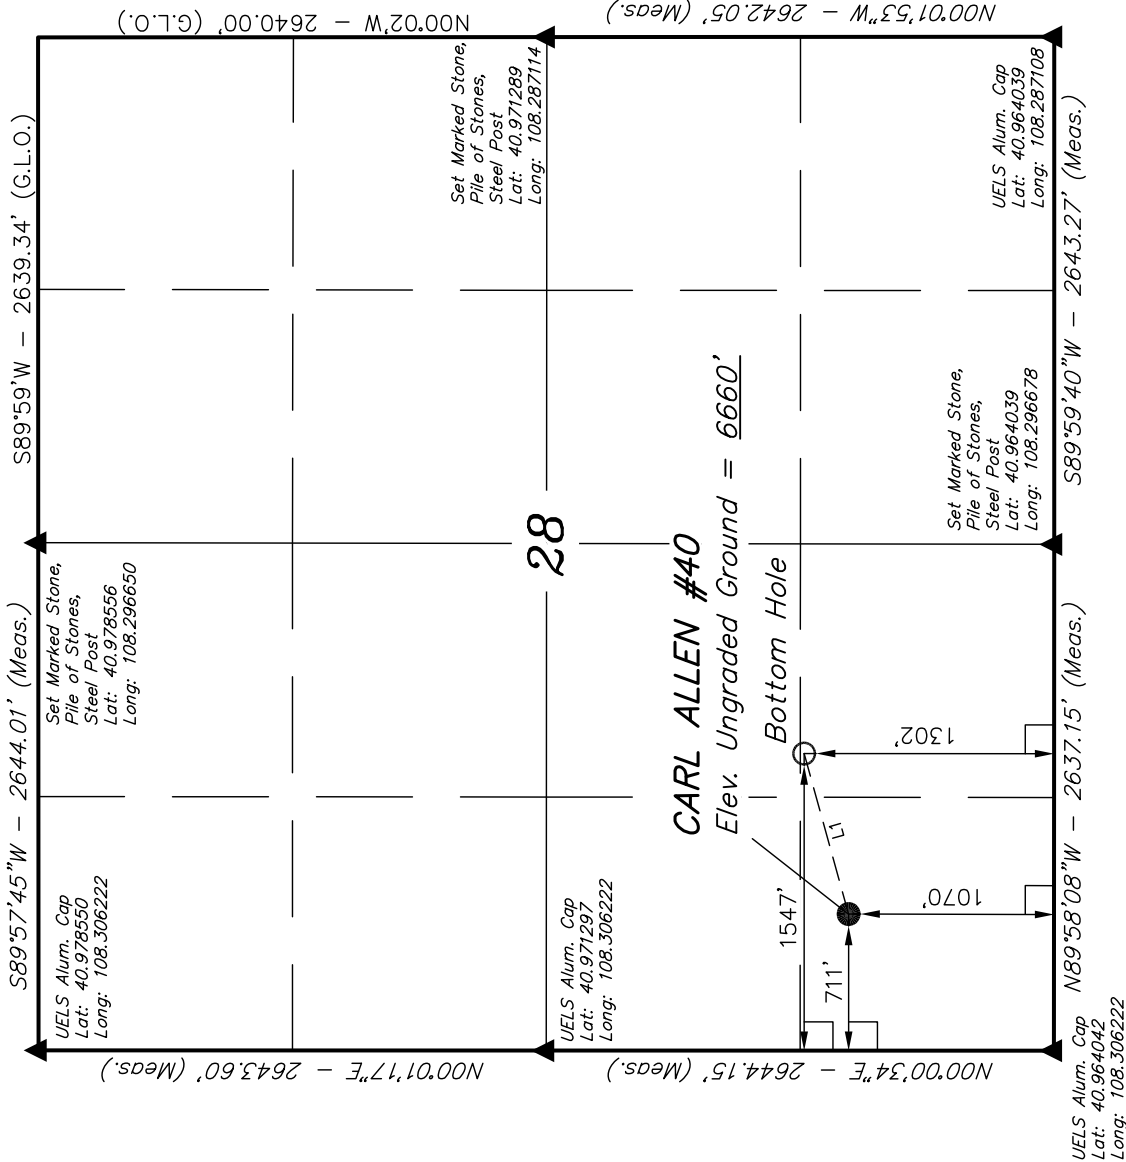 S89°57'45"W - 2644.01' (Meas.)
S89°59'W - 2639.34' (G.L.O.)
UELS Alum. Cap
Lat: 40.978550
Long: 108.306222
Set Marked Stone,
Pile of Stones,
Steel Post
Lat: 40.978556
Long: 108.296650
N00°01'17"E - 2643.60' (Meas.)
N00°02'W - 2640.00' (G.L.O.)
Set Marked Stone,
Pile of Stones,
Steel Post
Lat: 40.971289
Long: 108.287114
28
UELS Alum. Cap
Lat: 40.971297
Long: 108.306222
CARL ALLEN #40
Elev. Ungraded Ground = 6660'
Bottom Hole
1547'
L1
711'
1302'
1070'
N00°00'34"E - 2644.15' (Meas.)
N00°01'53"W - 2642.05' (Meas.)
Set Marked Stone,
Pile of Stones,
Steel Post
Lat: 40.964039
Long: 108.296678
UELS Alum. Cap
Lat: 40.964039
Long: 108.287108
UELS Alum. Cap
Lat: 40.964042
Long: 108.306222
N89°58'08"W - 2637.15' (Meas.)
S89°59'40"W - 2643.27' (Meas.)